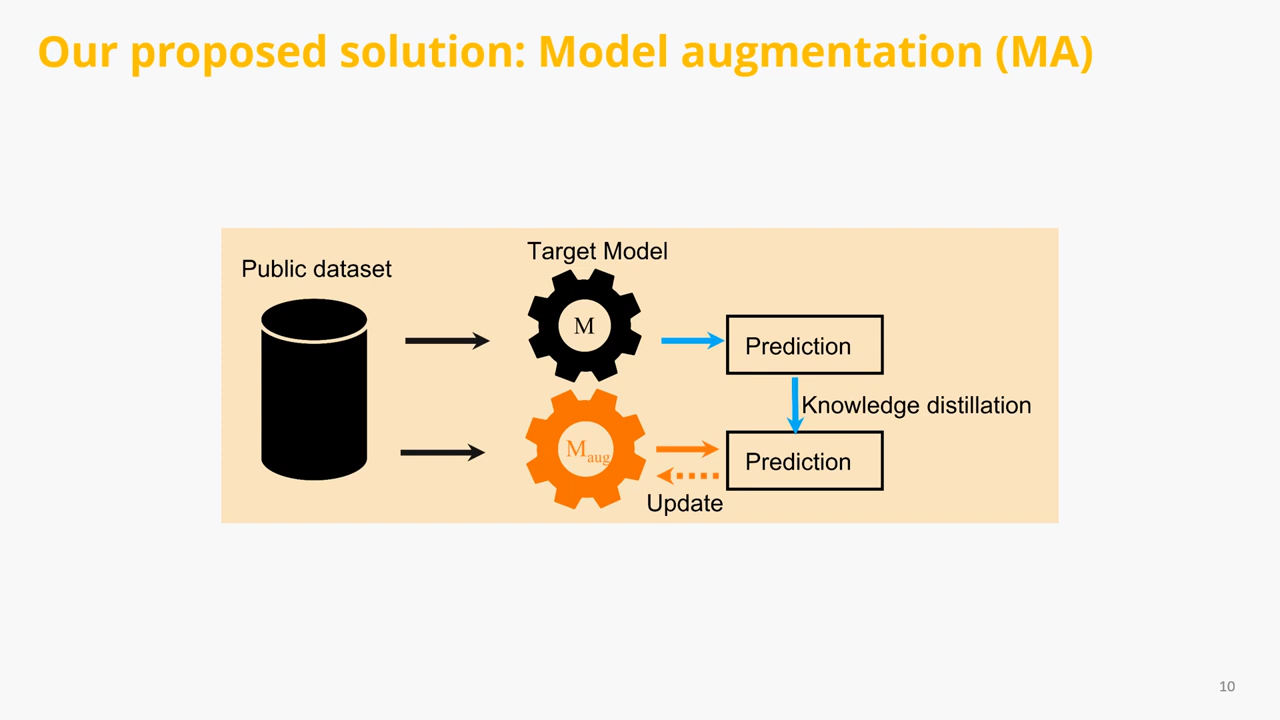 Our proposed solution: Model augmentation (MA)
Target Model
Public dataset
M
Prediction
Knowledge distillation
Maug
Prediction
Update
10